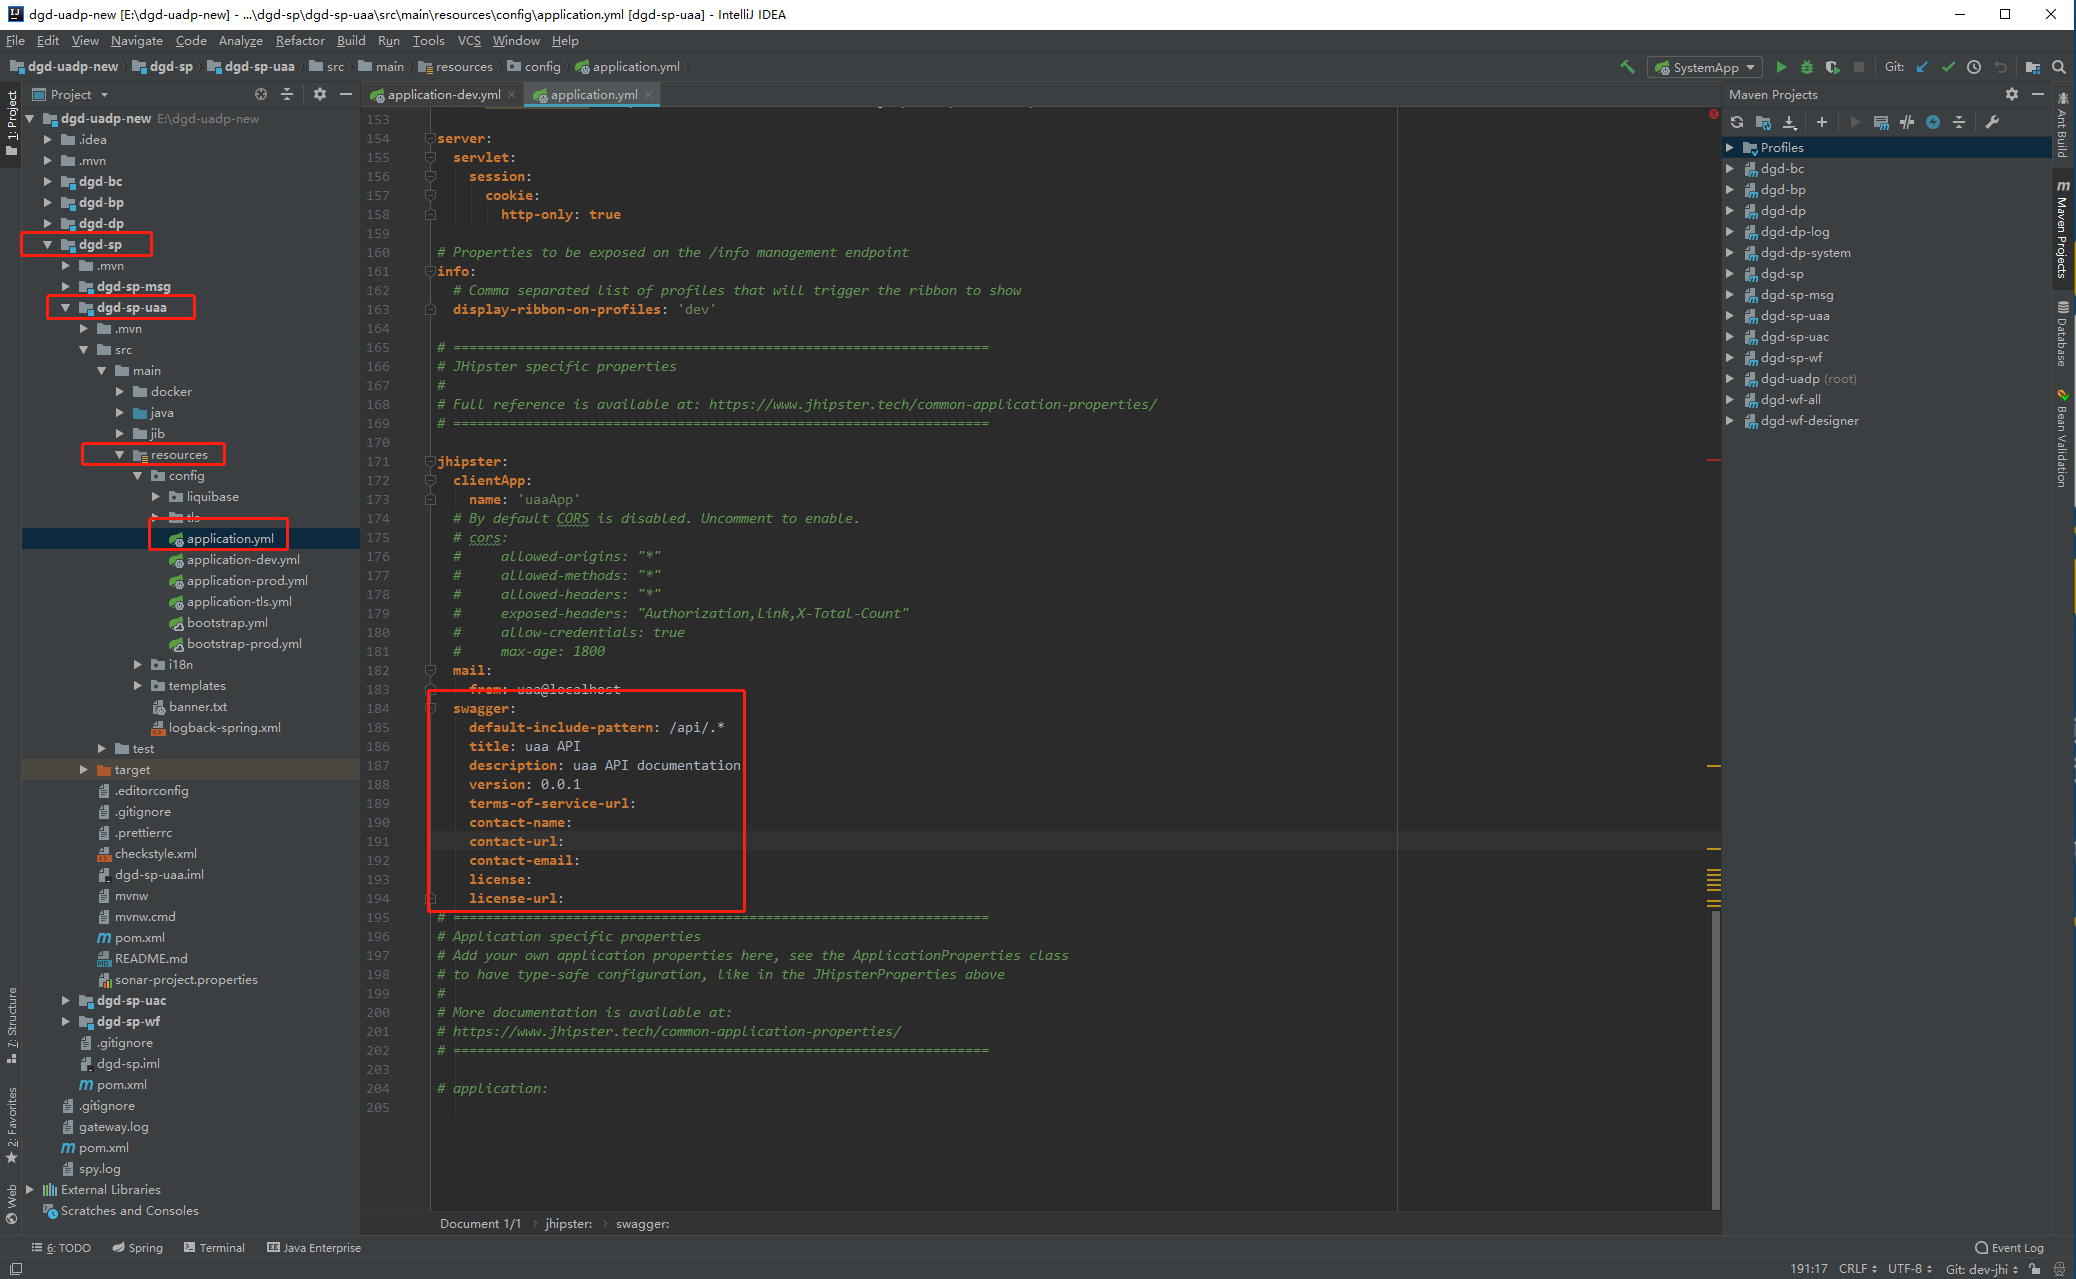 dgd-uadp-new [E:\dgd-uadp-new] - ...\dgd-sp\dgd-sp-uaa\src\main\resources\config\application.yml [dgd-sp-uaa] - IntelliJ IDEA
File Edit View Navigate Code Analyze Refactor Build Run Tools VCS Window Help
dgd-uadp-new dgd-sp dgd-sp-uaa src main resources config application.yml
SystemApp
Git:
1: Project
7: Structure
2: Favorites
Web
Project
dgd-uadp-new E:\dgd-uadp-new
.idea
.mvn
dgd-bc
dgd-bp
dgd-dp
dgd-sp
.mvn
dgd-sp-msg
dgd-sp-uaa
.mvn
src
main
docker
java
jib
resources
config
liquibase
tls
application.yml
application-dev.yml
application-prod.yml
application-tls.yml
bootstrap.yml
bootstrap-prod.yml
i18n
templates
banner.txt
logback-spring.xml
test
target
.editorconfig
.gitignore
.prettierrc
checkstyle.xml
dgd-sp-uaa.iml
mvnw
mvnw.cmd
pom.xml
README.md
sonar-project.properties
dgd-sp-uac
dgd-sp-wf
.gitignore
dgd-sp.iml
pom.xml
.gitignore
gateway.log
pom.xml
spy.log
External Libraries
Scratches and Consoles
application-dev.yml application.yml
153
154 server:
155 servlet:
156 session:
157 cookie:
158 http-only: true
159
160 # Properties to be exposed on the /info management endpoint
161 info:
162 # Comma separated list of profiles that will trigger the ribbon to show
163 display-ribbon-on-profiles: 'dev'
164
165 # ===================================================================
166 # JHipster specific properties
167 #
168 # Full reference is available at: https://www.jhipster.tech/common-application-properties/
169 # ===================================================================
170
171 jhipster:
172 clientApp:
173 name: 'uaaApp'
174 # By default CORS is disabled. Uncomment to enable.
175 # cors:
176 # allowed-origins: "*"
177 # allowed-methods: "*"
178 # allowed-headers: "*"
179 # exposed-headers: "Authorization,Link,X-Total-Count"
180 # allow-credentials: true
181 # max-age: 1800
182 mail:
183 from: uaa@localhost
184 swagger:
185 default-include-pattern: /api/.*
186 title: uaa API
187 description: uaa API documentation
188 version: 0.0.1
189 terms-of-service-url:
190 contact-name:
191 contact-url:
192 contact-email:
193 license:
194 license-url:
195 # ===================================================================
196 # Application specific properties
197 # Add your own application properties here, see the ApplicationProperties class
198 # to have type-safe configuration, like in the JHipsterProperties above
199 #
200 # More documentation is available at:
201 # https://www.jhipster.tech/common-application-properties/
202 # ===================================================================
203
204 # application:
205
Document 1/1 jhipster: swagger:
Maven Projects
Profiles
dgd-bc
dgd-bp
dgd-dp
dgd-dp-log
dgd-dp-system
dgd-sp
dgd-sp-msg
dgd-sp-uaa
dgd-sp-uac
dgd-sp-wf
dgd-uadp (root)
dgd-wf-all
dgd-wf-designer
Ant Build
Maven Projects
Database
Bean Validation
6: TODO Spring Terminal Java Enterprise
Event Log
191:17 CRLF UTF-8 Git: dev-jhi